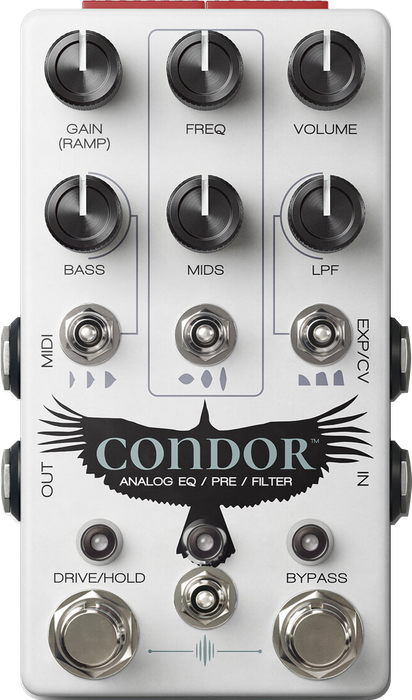 GAIN
(RAMP)
FREQ
VOLUME
BASS
MIDS
LPF
MIDI
EXP/CV
CONDOR™
ANALOG EQ / PRE / FILTER
OUT
IN
DRIVE/HOLD
BYPASS